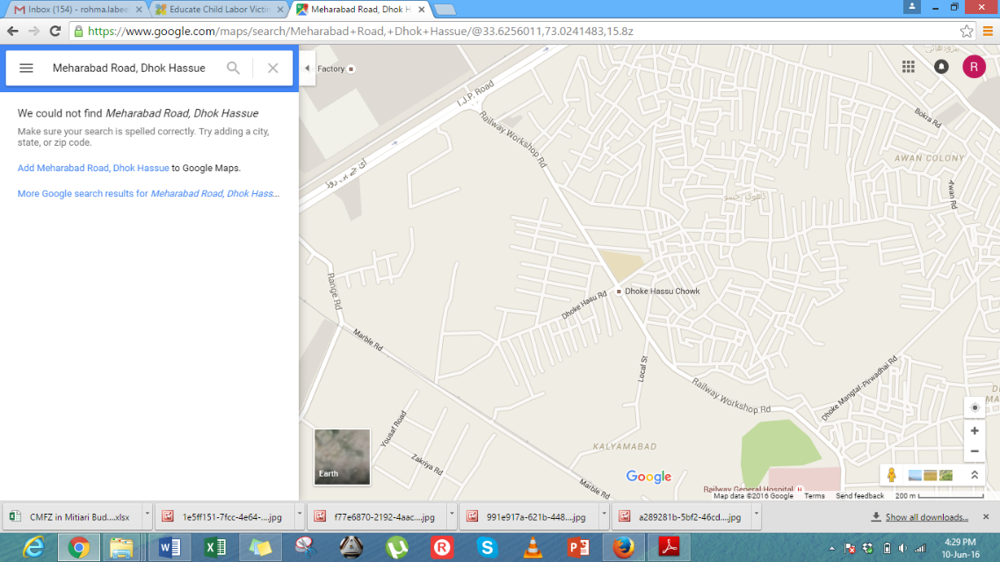 Inbox (154) - rohma.labee
Educate Child Labor Victim
Meharabad Road, Dhok H
https://www.google.com/maps/search/Meharabad+Road,+Dhok+Hassue/@33.6256011,73.0241483,15.8z
Meharabad Road, Dhok Hassue
Factory
R
We could not find Meharabad Road, Dhok Hassue
Make sure your search is spelled correctly. Try adding a city,
state, or zip code.
Add Meharabad Road, Dhok Hassue to Google Maps.
More Google search results for Meharabad Road, Dhok Hass...
I.J.P. Road
Railway Workshop Rd
Bokra Rd
AWAN COLONY
Awan Rd
آئی جے پی روڈ
ڈھوک حسو
Range Rd
Dhoke Hasu Rd
Dhoke Hassu Chowk
Marble Rd
Local St
Railway Workshop Rd
Dhoke Mangtal-Pirwadhai Rd
Yousaf Road
Zakriya Rd
KALYAMABAD
Marble Rd
Railway General Hospital
H
Earth
Google
Map data ©2016 Google
Terms
Send feedback
200 m
CMFZ in Mitiari Bud....xlsx
1e5ff151-7fcc-4e64-....jpg
f77e6870-2192-4aac....jpg
991e917a-621b-448....jpg
a289281b-5bf2-46cd....jpg
Show all downloads...
4:29 PM
10-Jun-16